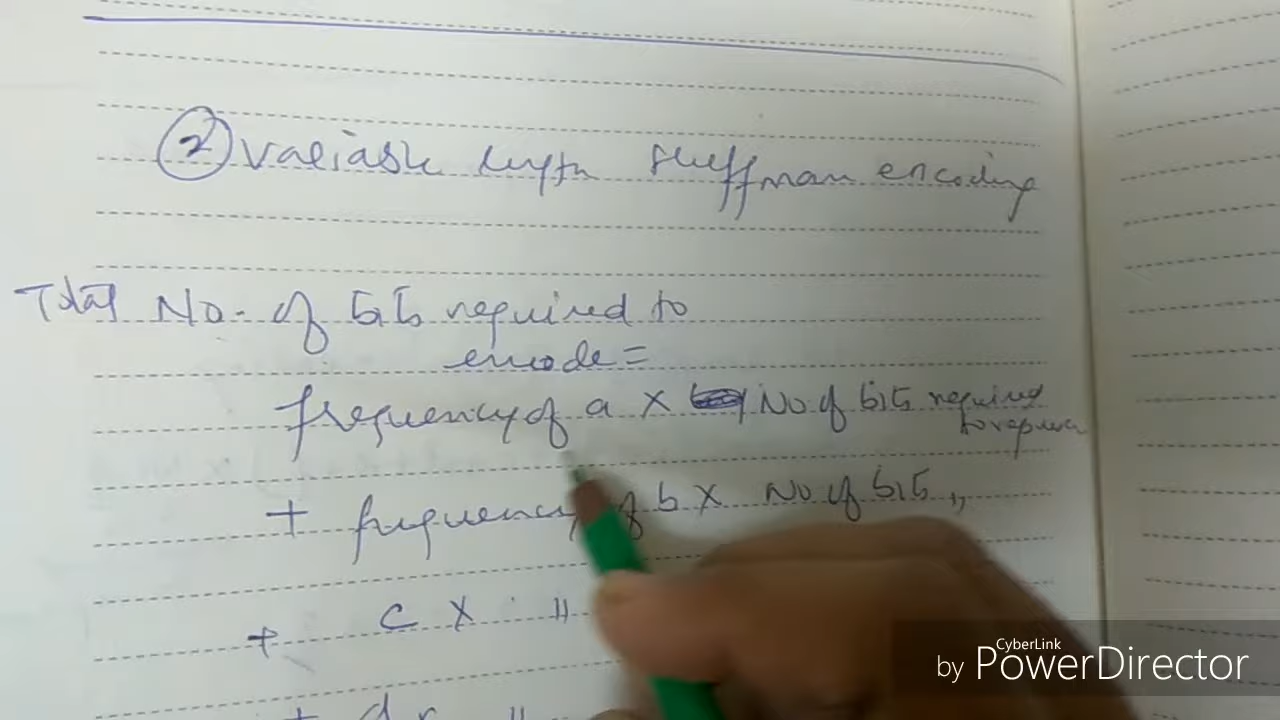 ② Variable length Huffman encoding
Total No. of bits required to
encode =
frequency of a x No of bits required
to represent
+ frequency of b x No of bits ,,
+ c x "
+ d x "
by CyberLink PowerDirector